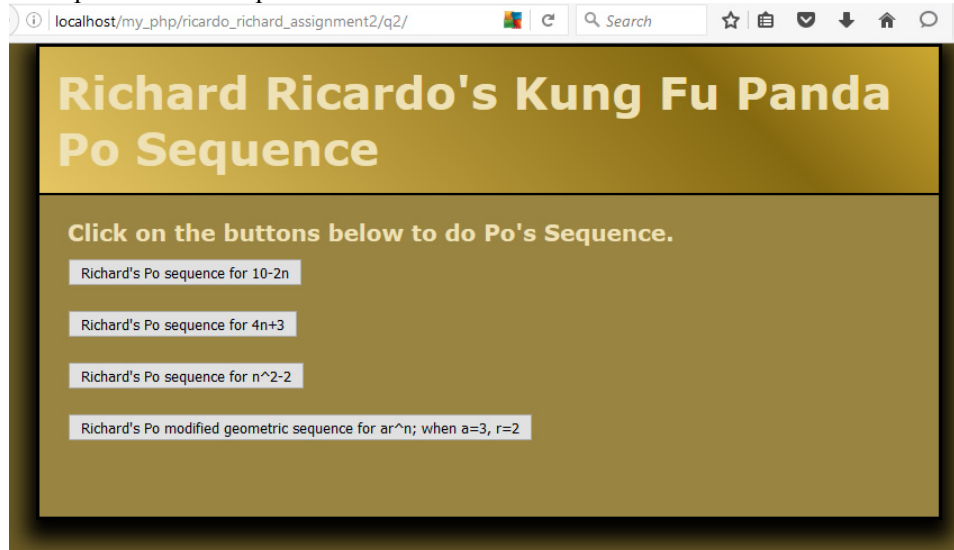 localhost/my_php/ricardo_richard_assignment2/q2/ Search
Richard Ricardo's Kung Fu Panda
Po Sequence
Click on the buttons below to do Po's Sequence.
Richard's Po sequence for 10-2n
Richard's Po sequence for 4n+3
Richard's Po sequence for n^2-2
Richard's Po modified geometric sequence for ar^n; when a=3, r=2